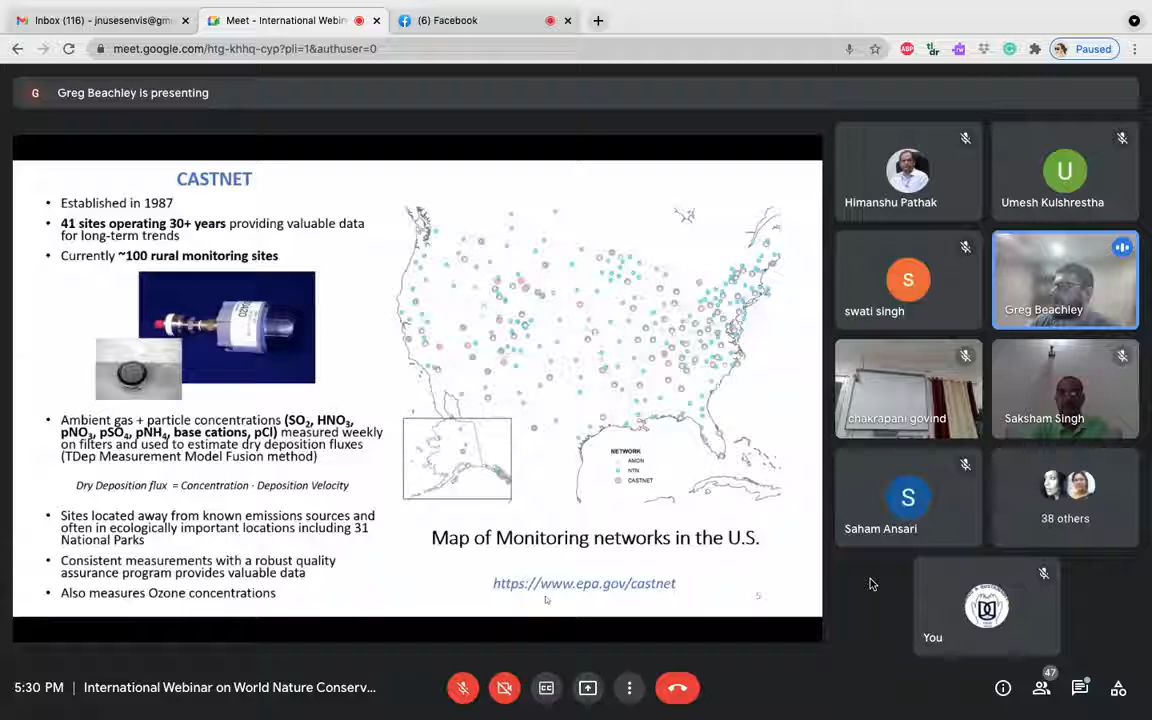 Inbox (116) - jnusesenvis@gm
Meet - International Webin
(6) Facebook
meet.google.com/htg-khhq-cyp?pli=1&authuser=0
ABP
tl;dr
Paused
G Greg Beachley is presenting
CASTNET
• Established in 1987
• 41 sites operating 30+ years providing valuable data
for long-term trends
• Currently ~100 rural monitoring sites
• Ambient gas + particle concentrations (SO2, HNO3,
pNO3, pSO4, pNH4, base cations, pCl) measured weekly
on filters and used to estimate dry deposition fluxes
(TDep Measurement Model Fusion method)
Dry Deposition flux = Concentration · Deposition Velocity
• Sites located away from known emissions sources and
often in ecologically important locations including 31
National Parks
• Consistent measurements with a robust quality
assurance program provides valuable data
• Also measures Ozone concentrations
NETWORK
AMON
NTN
CASTNET
Map of Monitoring networks in the U.S.
https://www.epa.gov/castnet
5
Himanshu Pathak
U
Umesh Kulshrestha
S
swati singh
Greg Beachley
chakrapani govind
Saksham Singh
S
Saham Ansari
38 others
You
5:30 PM | International Webinar on World Nature Conserv...
47